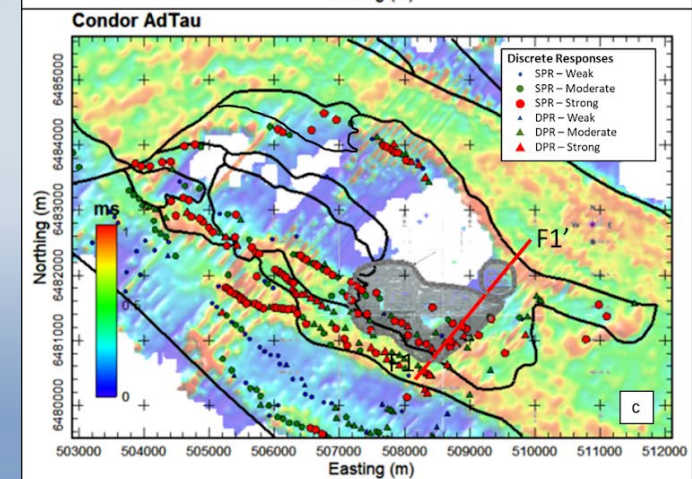 Condor AdTau
Discrete Responses
SPR – Weak
SPR – Moderate
SPR – Strong
DPR – Weak
DPR – Moderate
DPR – Strong
Northing (m)
6485000
6484000
6483000
6482000
6481000
6480000
ms
1
0
F1'
F1
c
503000 504000 505000 506000 507000 508000 509000 510000 511000 512000
Easting (m)